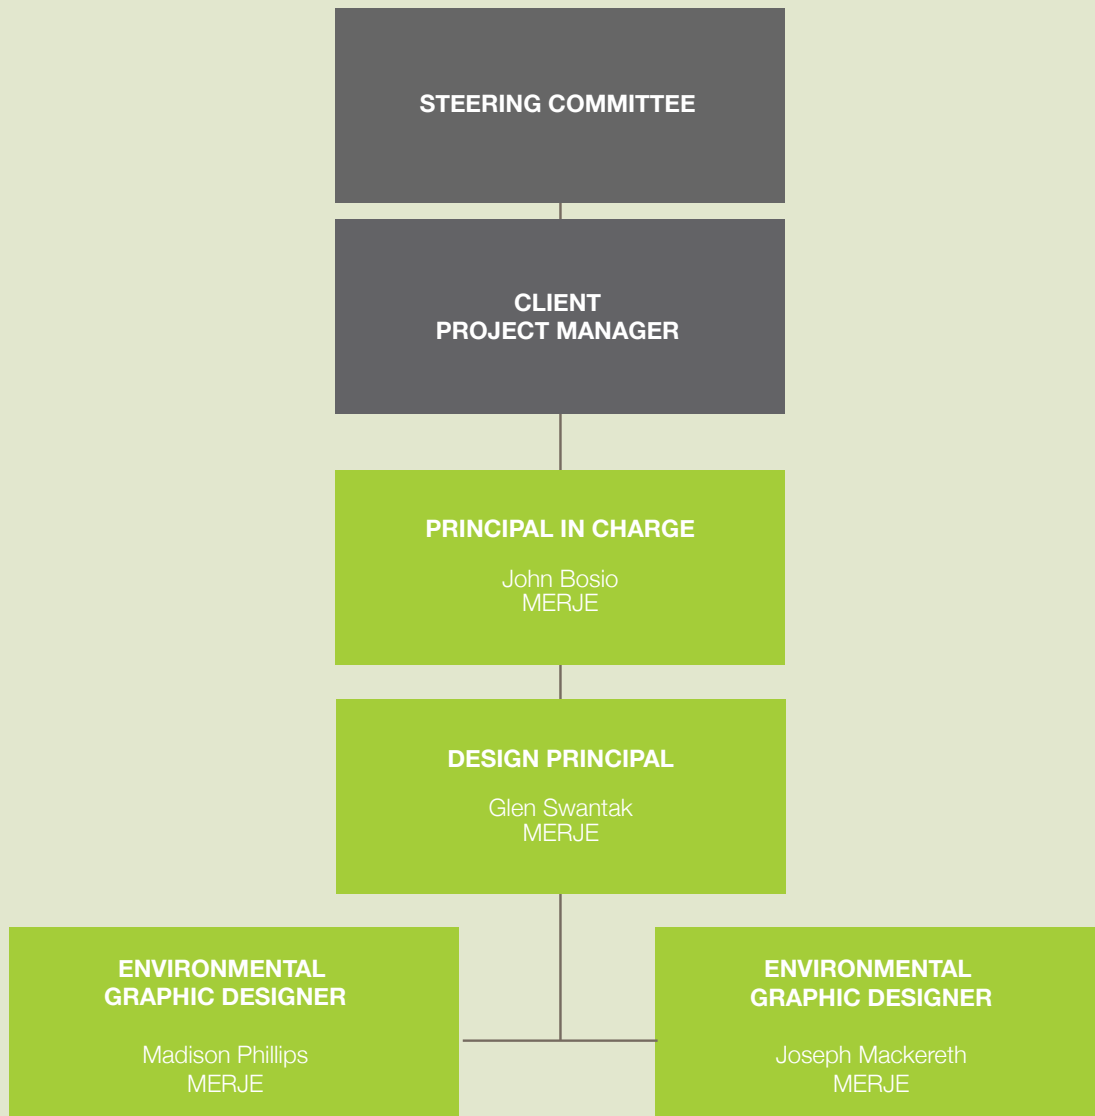 STEERING COMMITTEE
CLIENT
PROJECT MANAGER
PRINCIPAL IN CHARGE
John Bosio
MERJE
DESIGN PRINCIPAL
Glen Swantak
MERJE
ENVIRONMENTAL
GRAPHIC DESIGNER
Madison Phillips
MERJE
ENVIRONMENTAL
GRAPHIC DESIGNER
Joseph Mackereth
MERJE